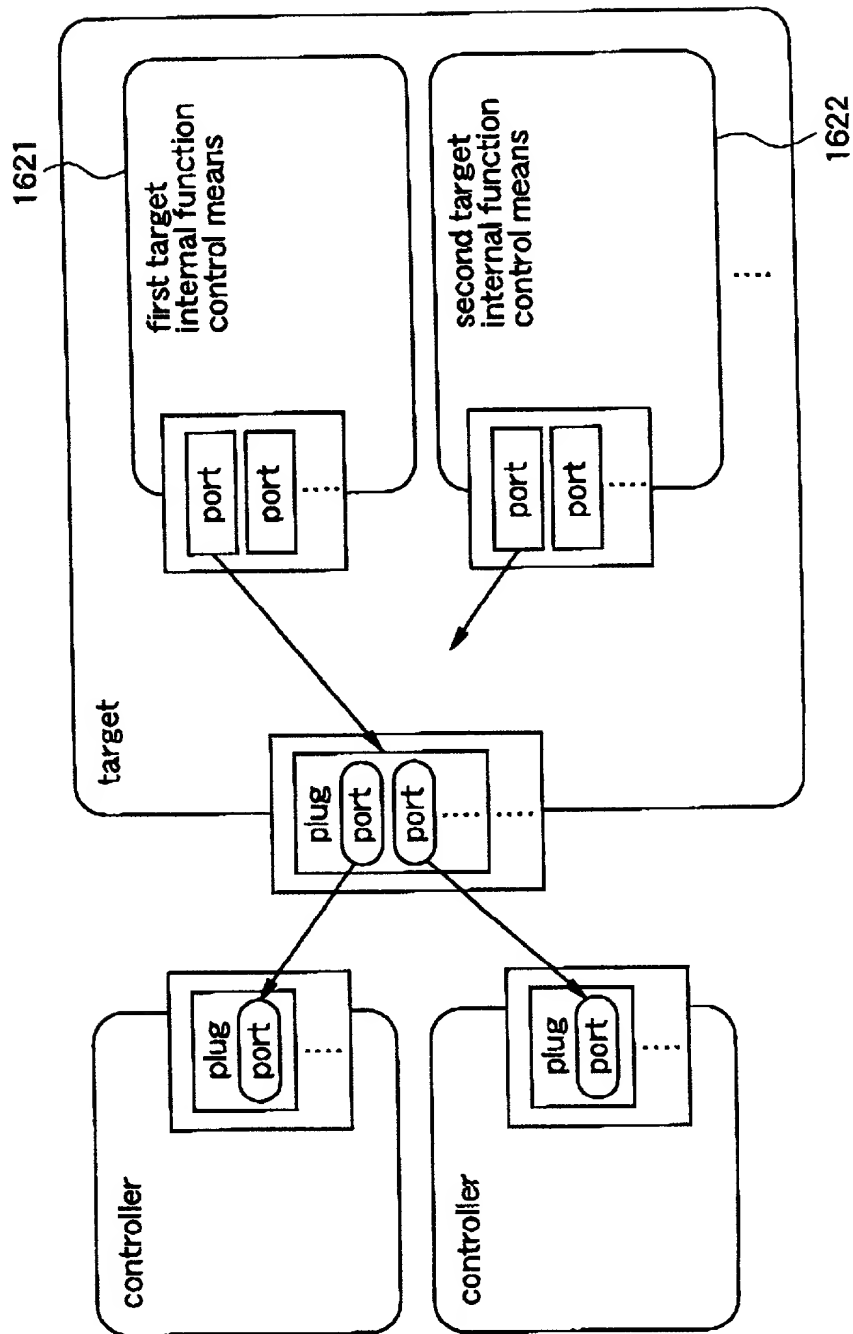 1621
first target
internal function
control means
port
port
second target
internal function
control means
port
port
1622
target
plug
port
port
controller
plug
port
controller
plug
port